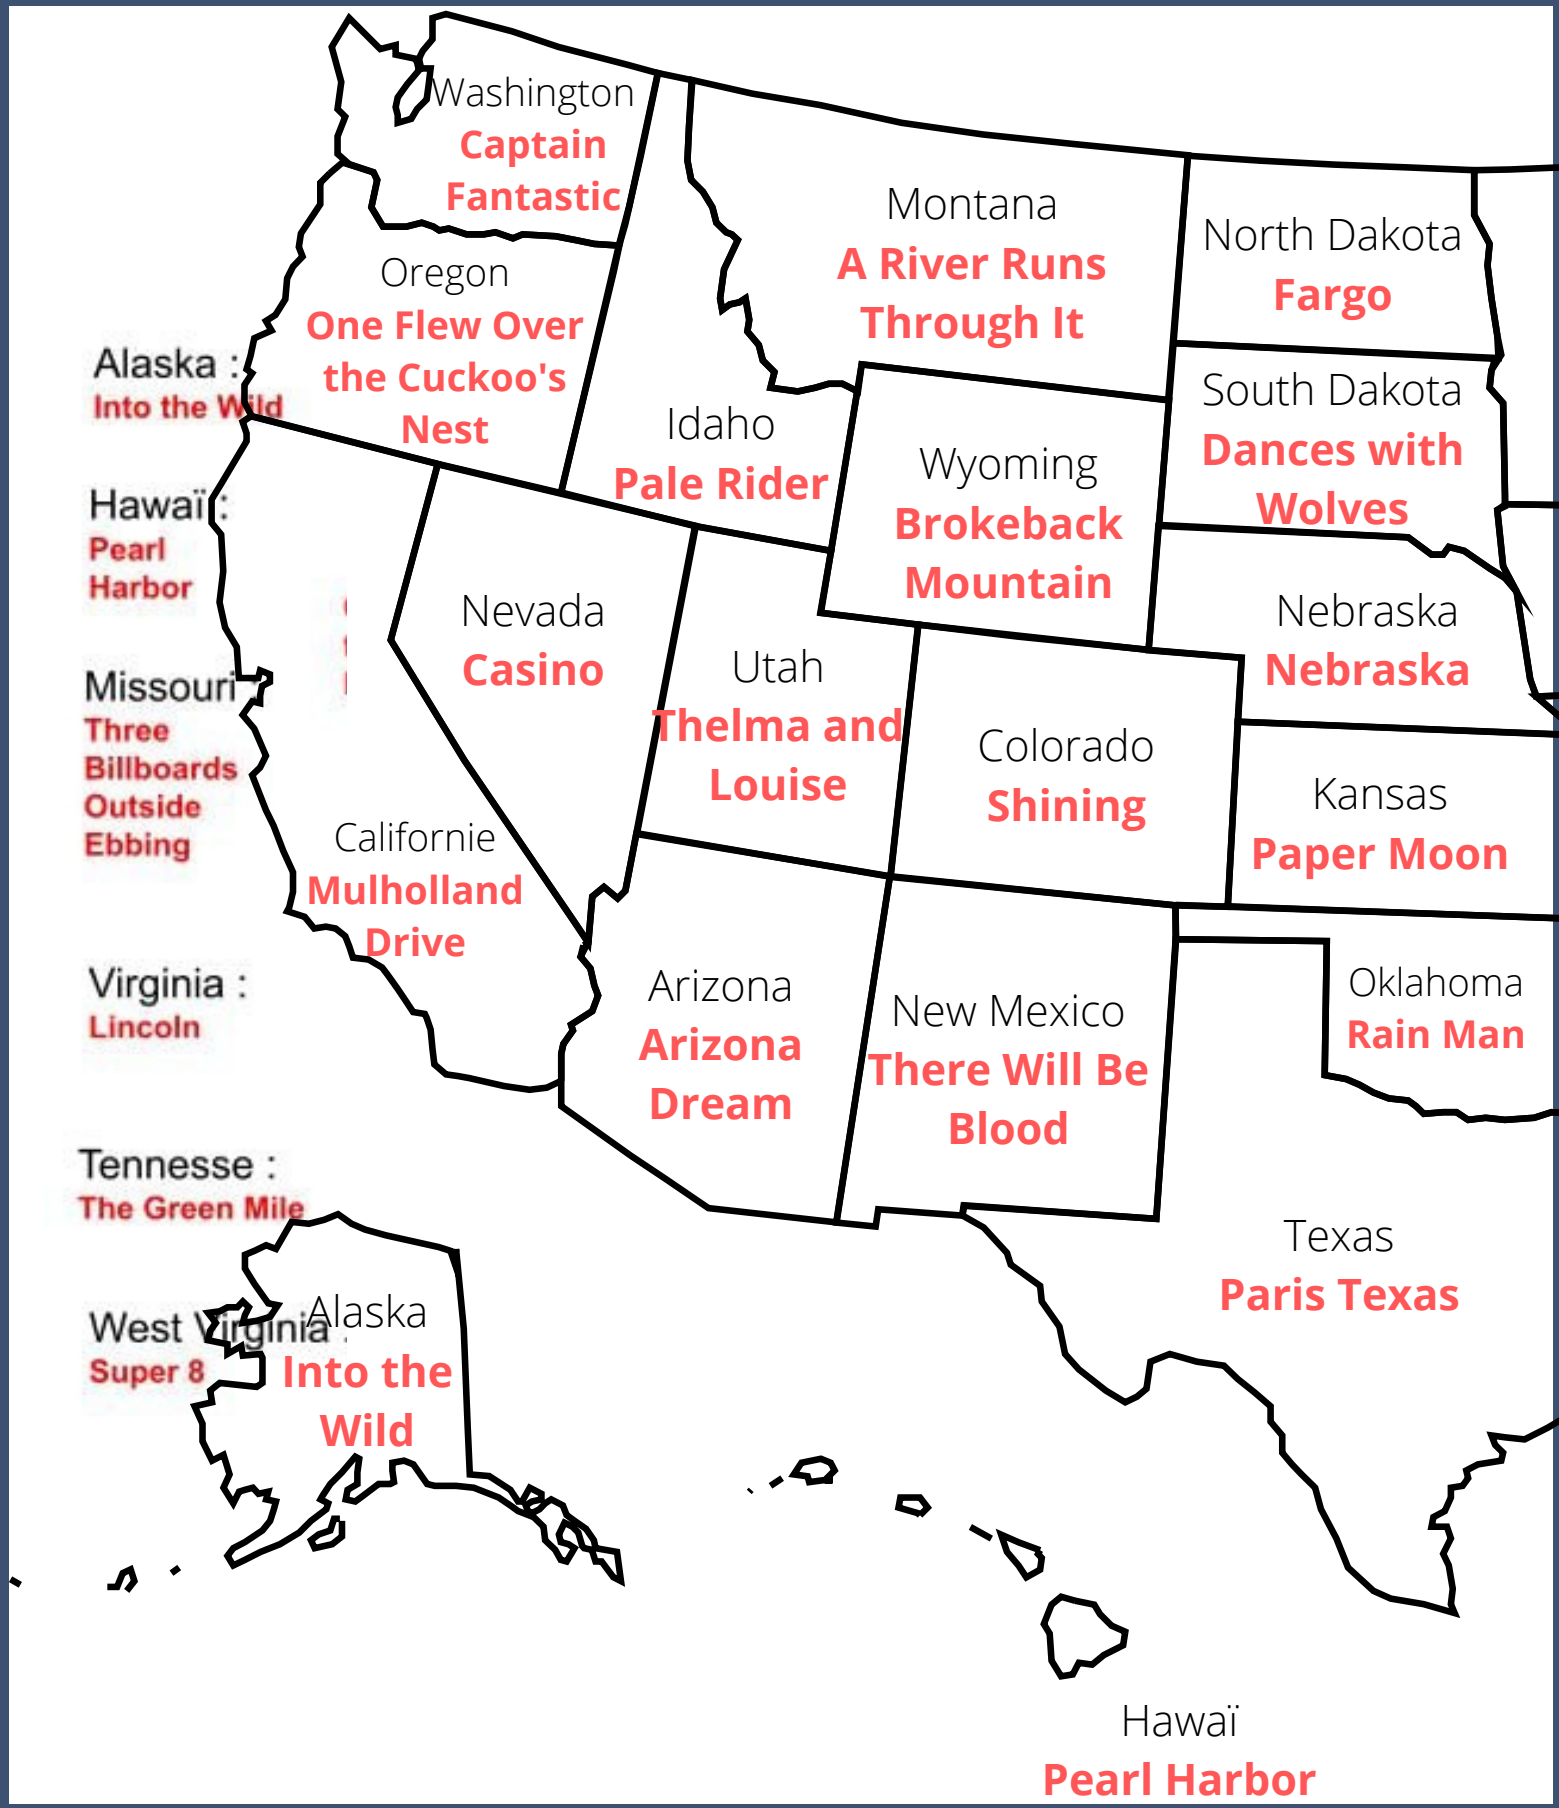 Washington
Captain
Fantastic
Oregon
One Flew Over
the Cuckoo's
Nest
Montana
A River Runs
Through It
North Dakota
Fargo
Idaho
Pale Rider
Wyoming
Brokeback
Mountain
South Dakota
Dances with
Wolves
Nevada
Casino
Utah
Thelma and
Louise
Colorado
Shining
Nebraska
Nebraska
Kansas
Paper Moon
Californie
Mulholland
Drive
Arizona
Arizona
Dream
New Mexico
There Will Be
Blood
Oklahoma
Rain Man
Texas
Paris Texas
Alaska :
Into the Wild
Hawaï :
Pearl
Harbor
Missouri :
Three
Billboards
Outside
Ebbing
Virginia :
Lincoln
Tennesse :
The Green Mile
West Virginia :
Super 8
Alaska
Into the
Wild
Hawaï
Pearl Harbor